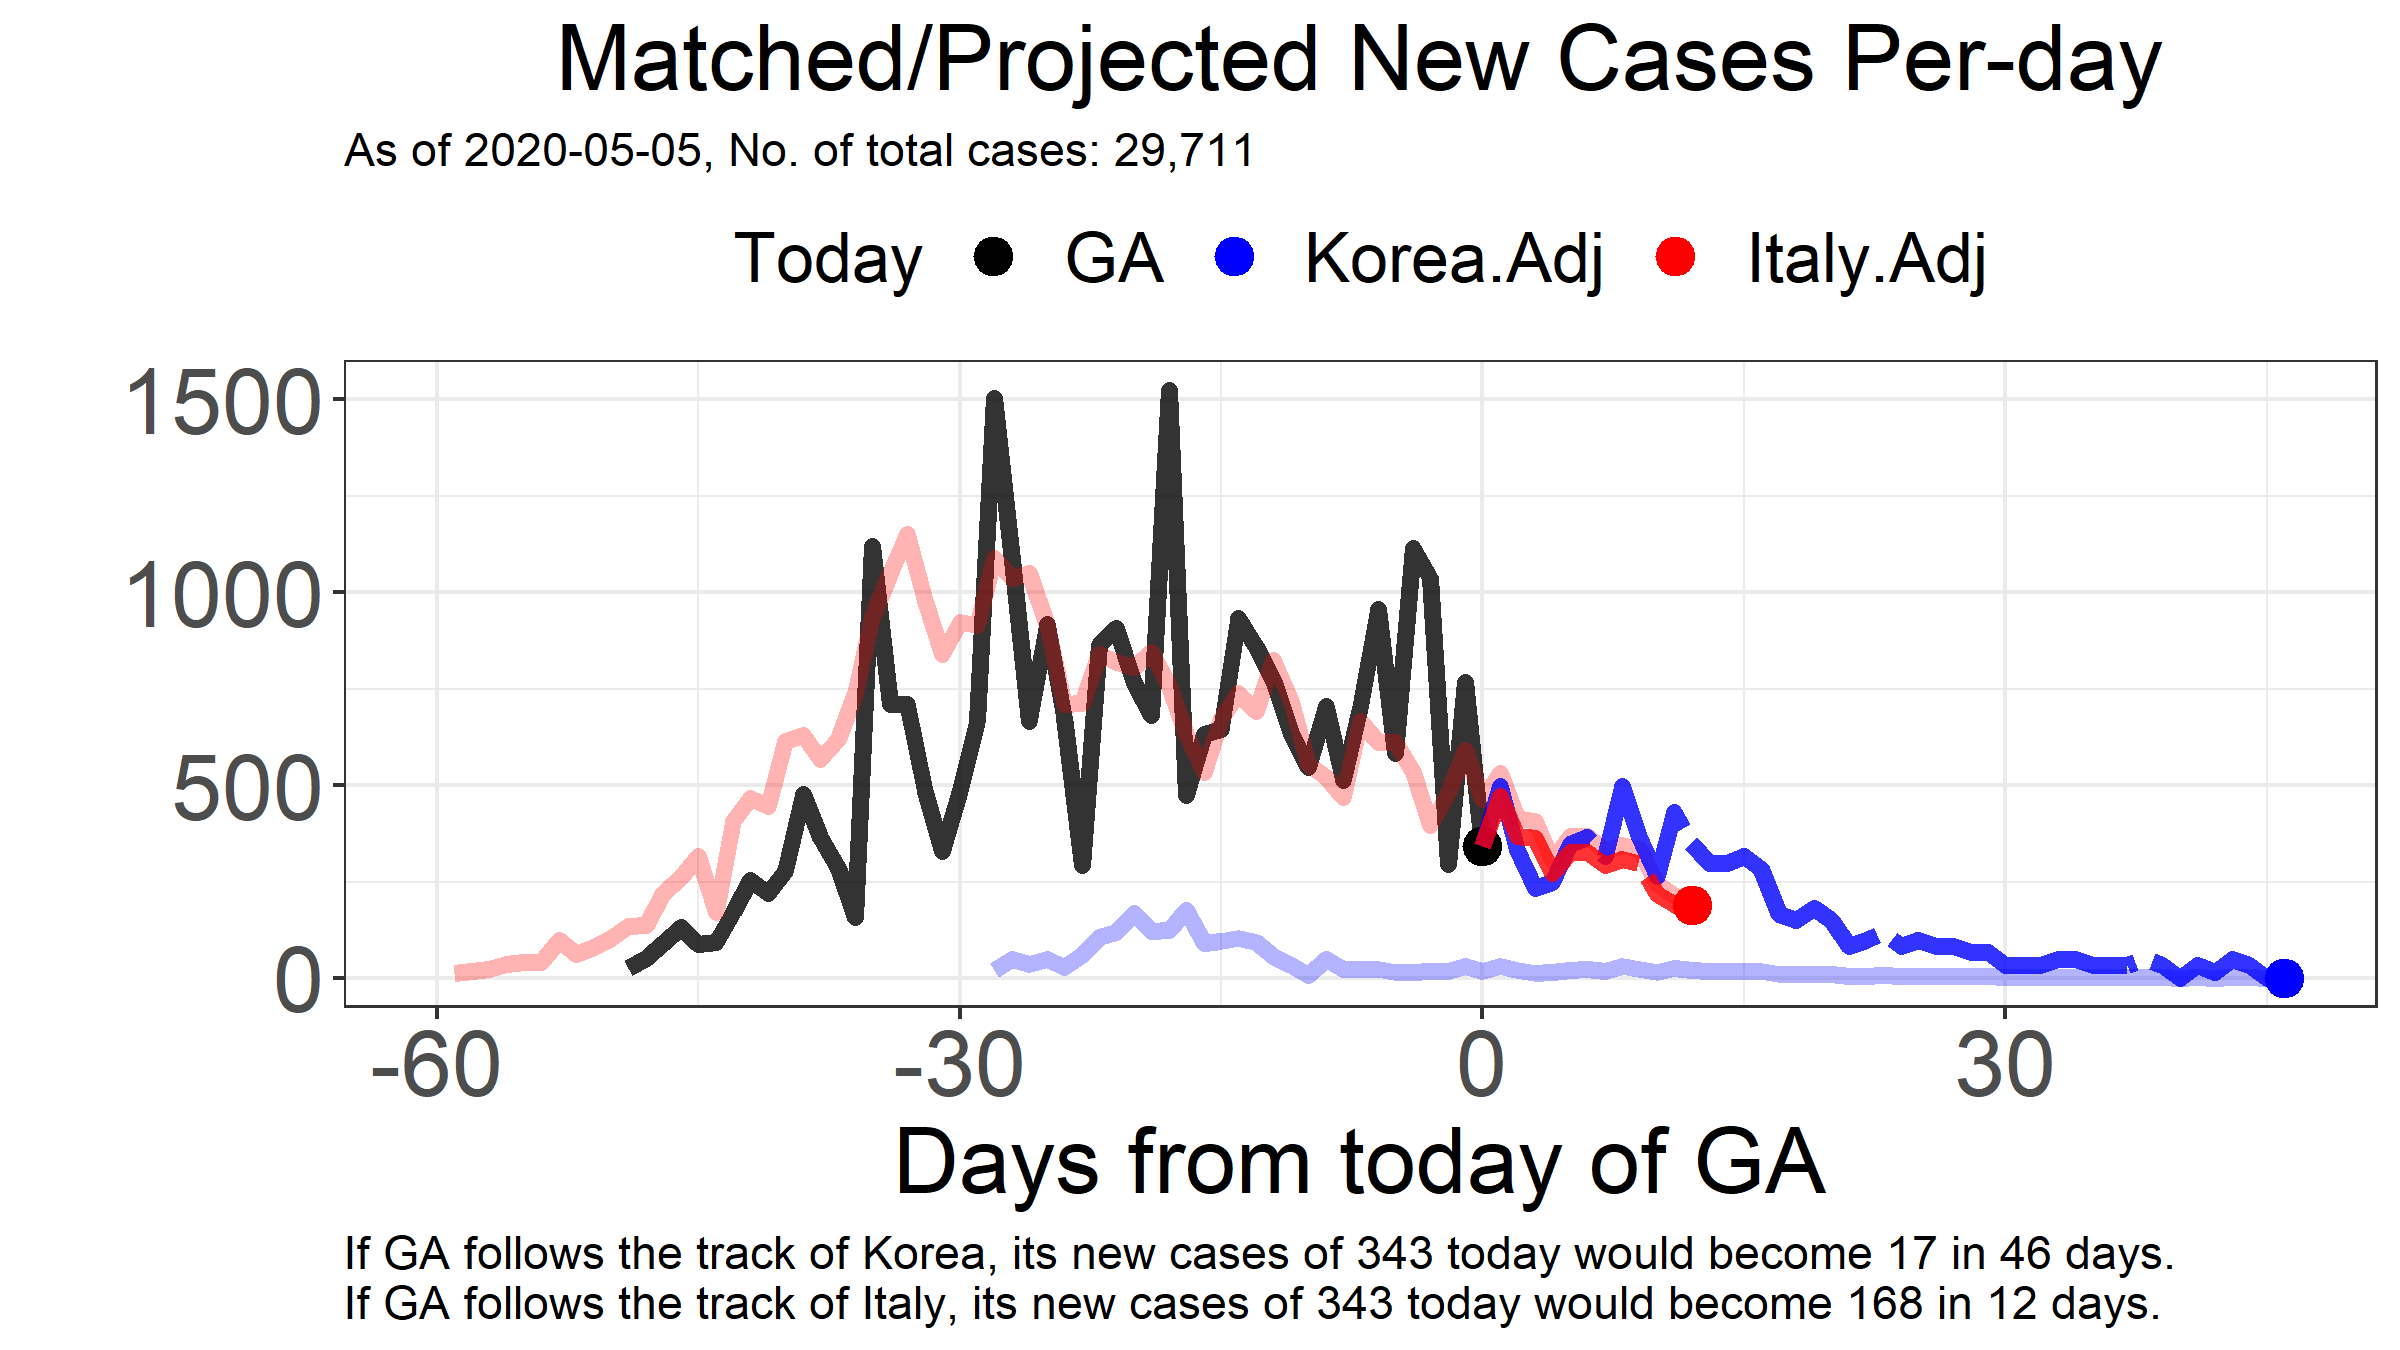 Matched/Projected New Cases Per-day
As of 2020-05-05, No. of total cases: 29,711
Today GA Korea.Adj Italy.Adj
1500
1000
500
0
-60 -30 0 30
Days from today of GA
If GA follows the track of Korea, its new cases of 343 today would become 17 in 46 days.
If GA follows the track of Italy, its new cases of 343 today would become 168 in 12 days.